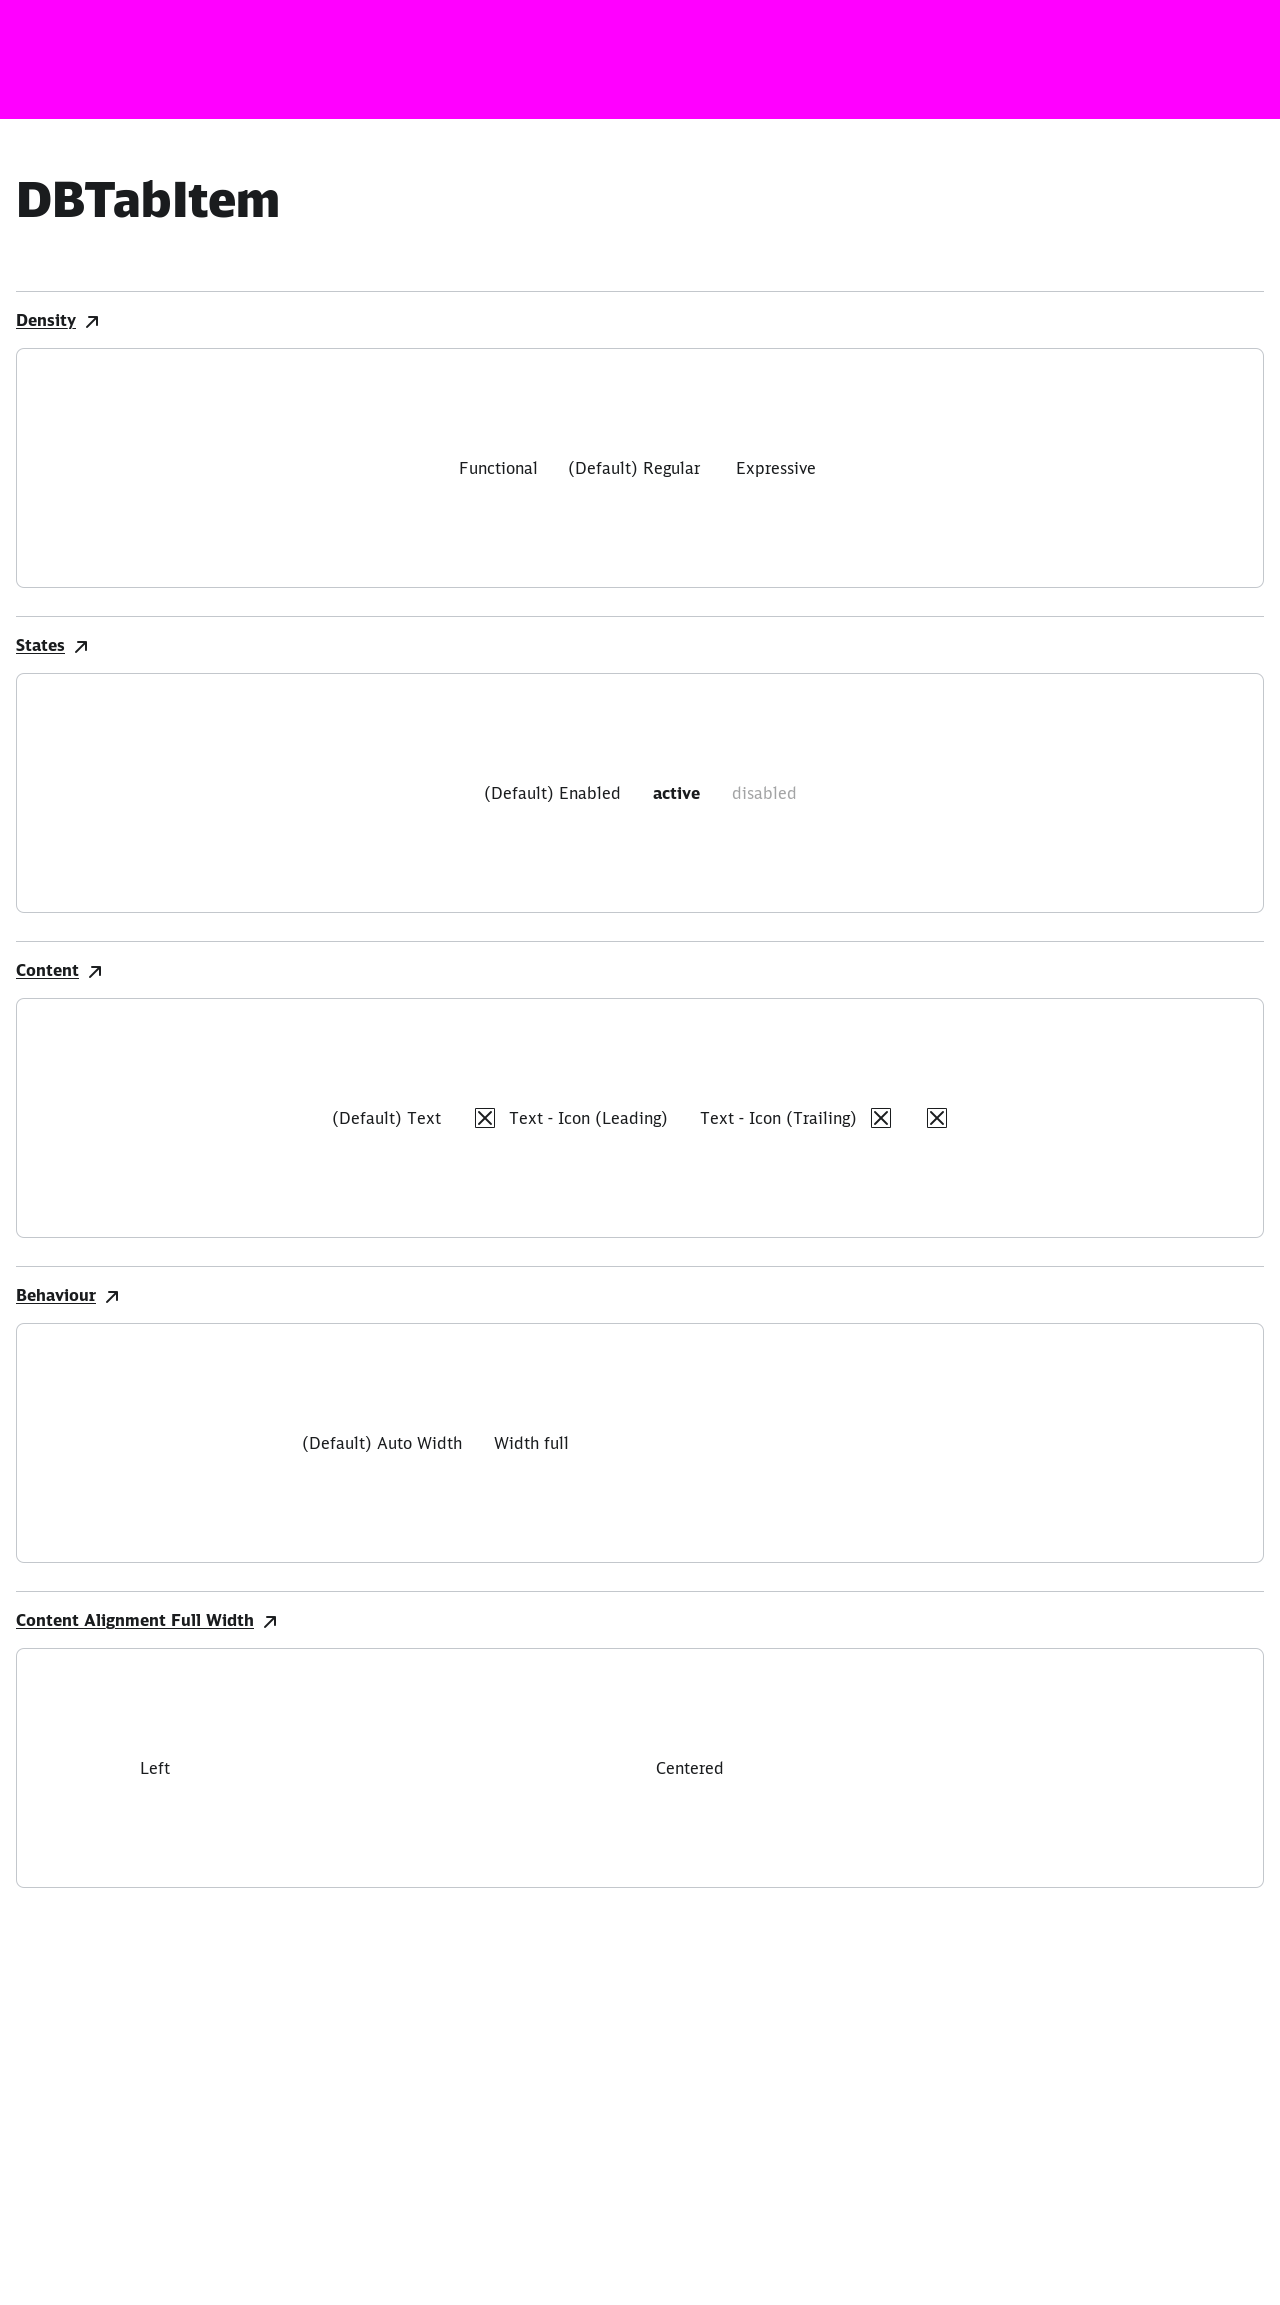 DBTabItem
Density
Functional (Default) Regular Expressive
States
(Default) Enabled active disabled
Content
(Default) Text Text - Icon (Leading) Text - Icon (Trailing)
Behaviour
(Default) Auto Width Width full
Content Alignment Full Width
Left Centered